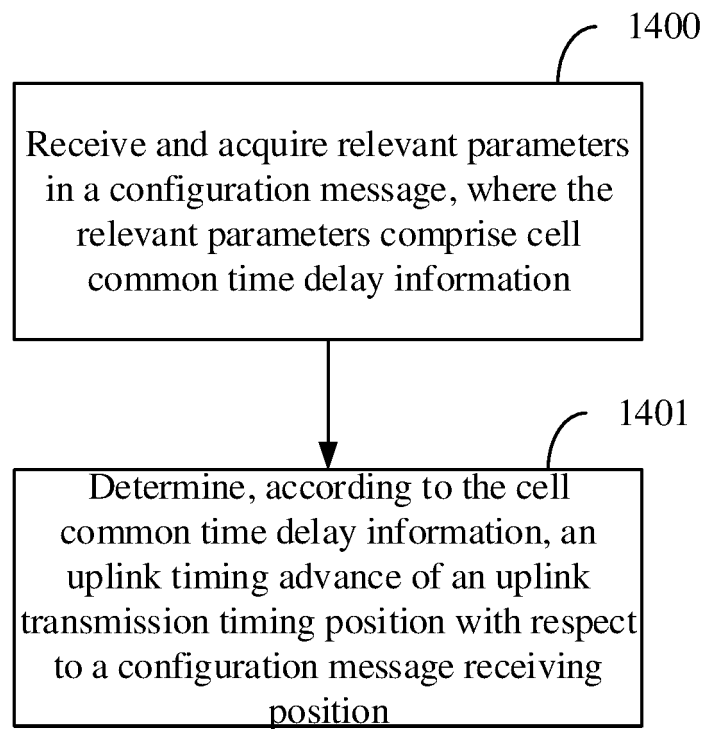 1400
Receive and acquire relevant parameters
in a configuration message, where the
relevant parameters comprise cell
common time delay information
1401
Determine, according to the cell
common time delay information, an
uplink timing advance of an uplink
transmission timing position with respect
to a configuration message receiving
position